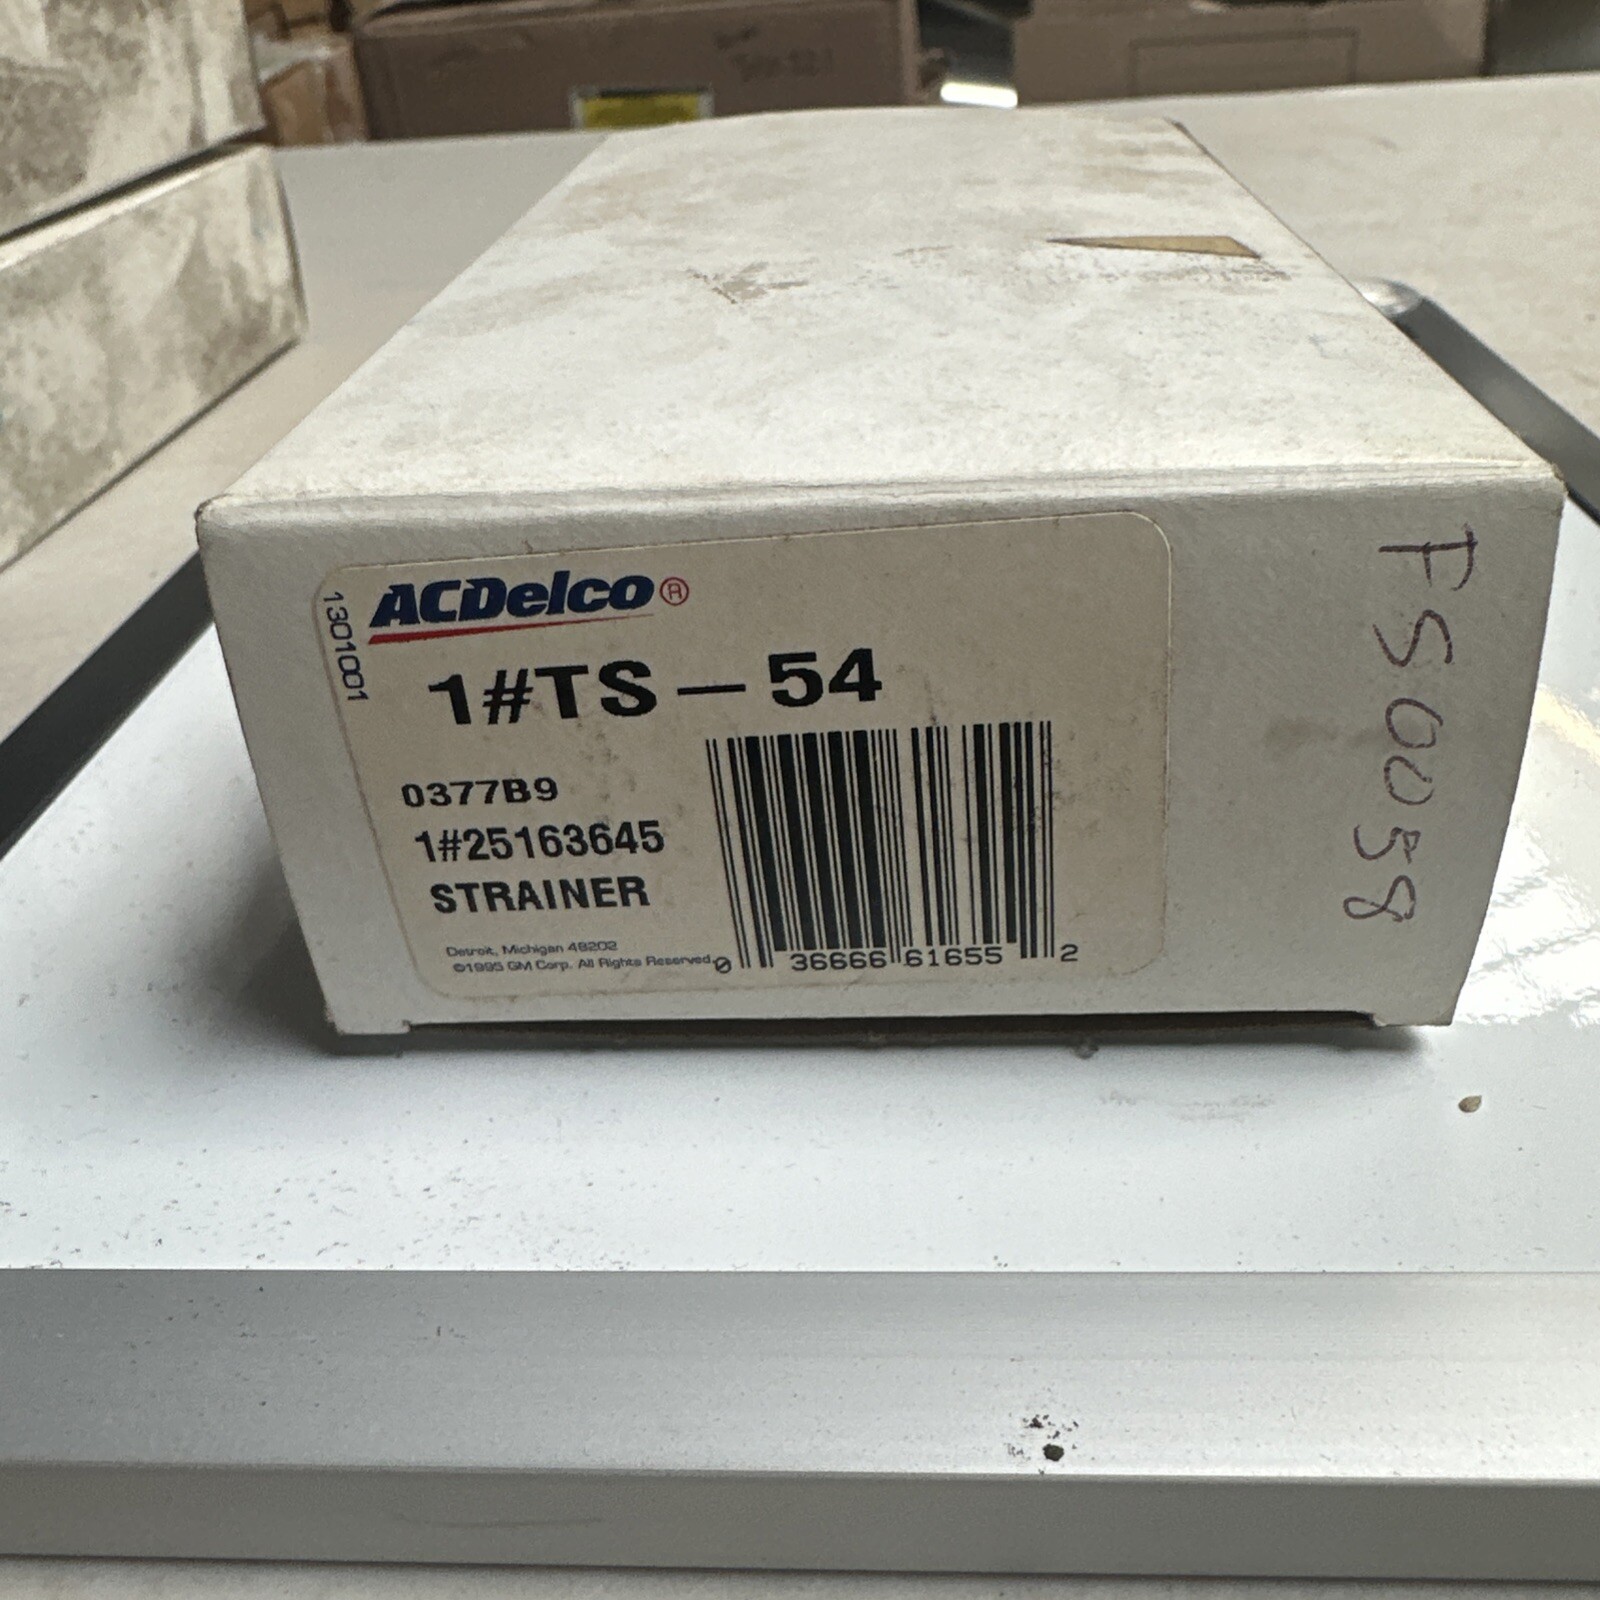 ACDelco®
1301001
1#TS-54
0377B9
1#25163645
STRAINER
Detroit, Michigan 48202
©1995 GM Corp. All Rights Reserved.
0 36666 61655 2
FS0058